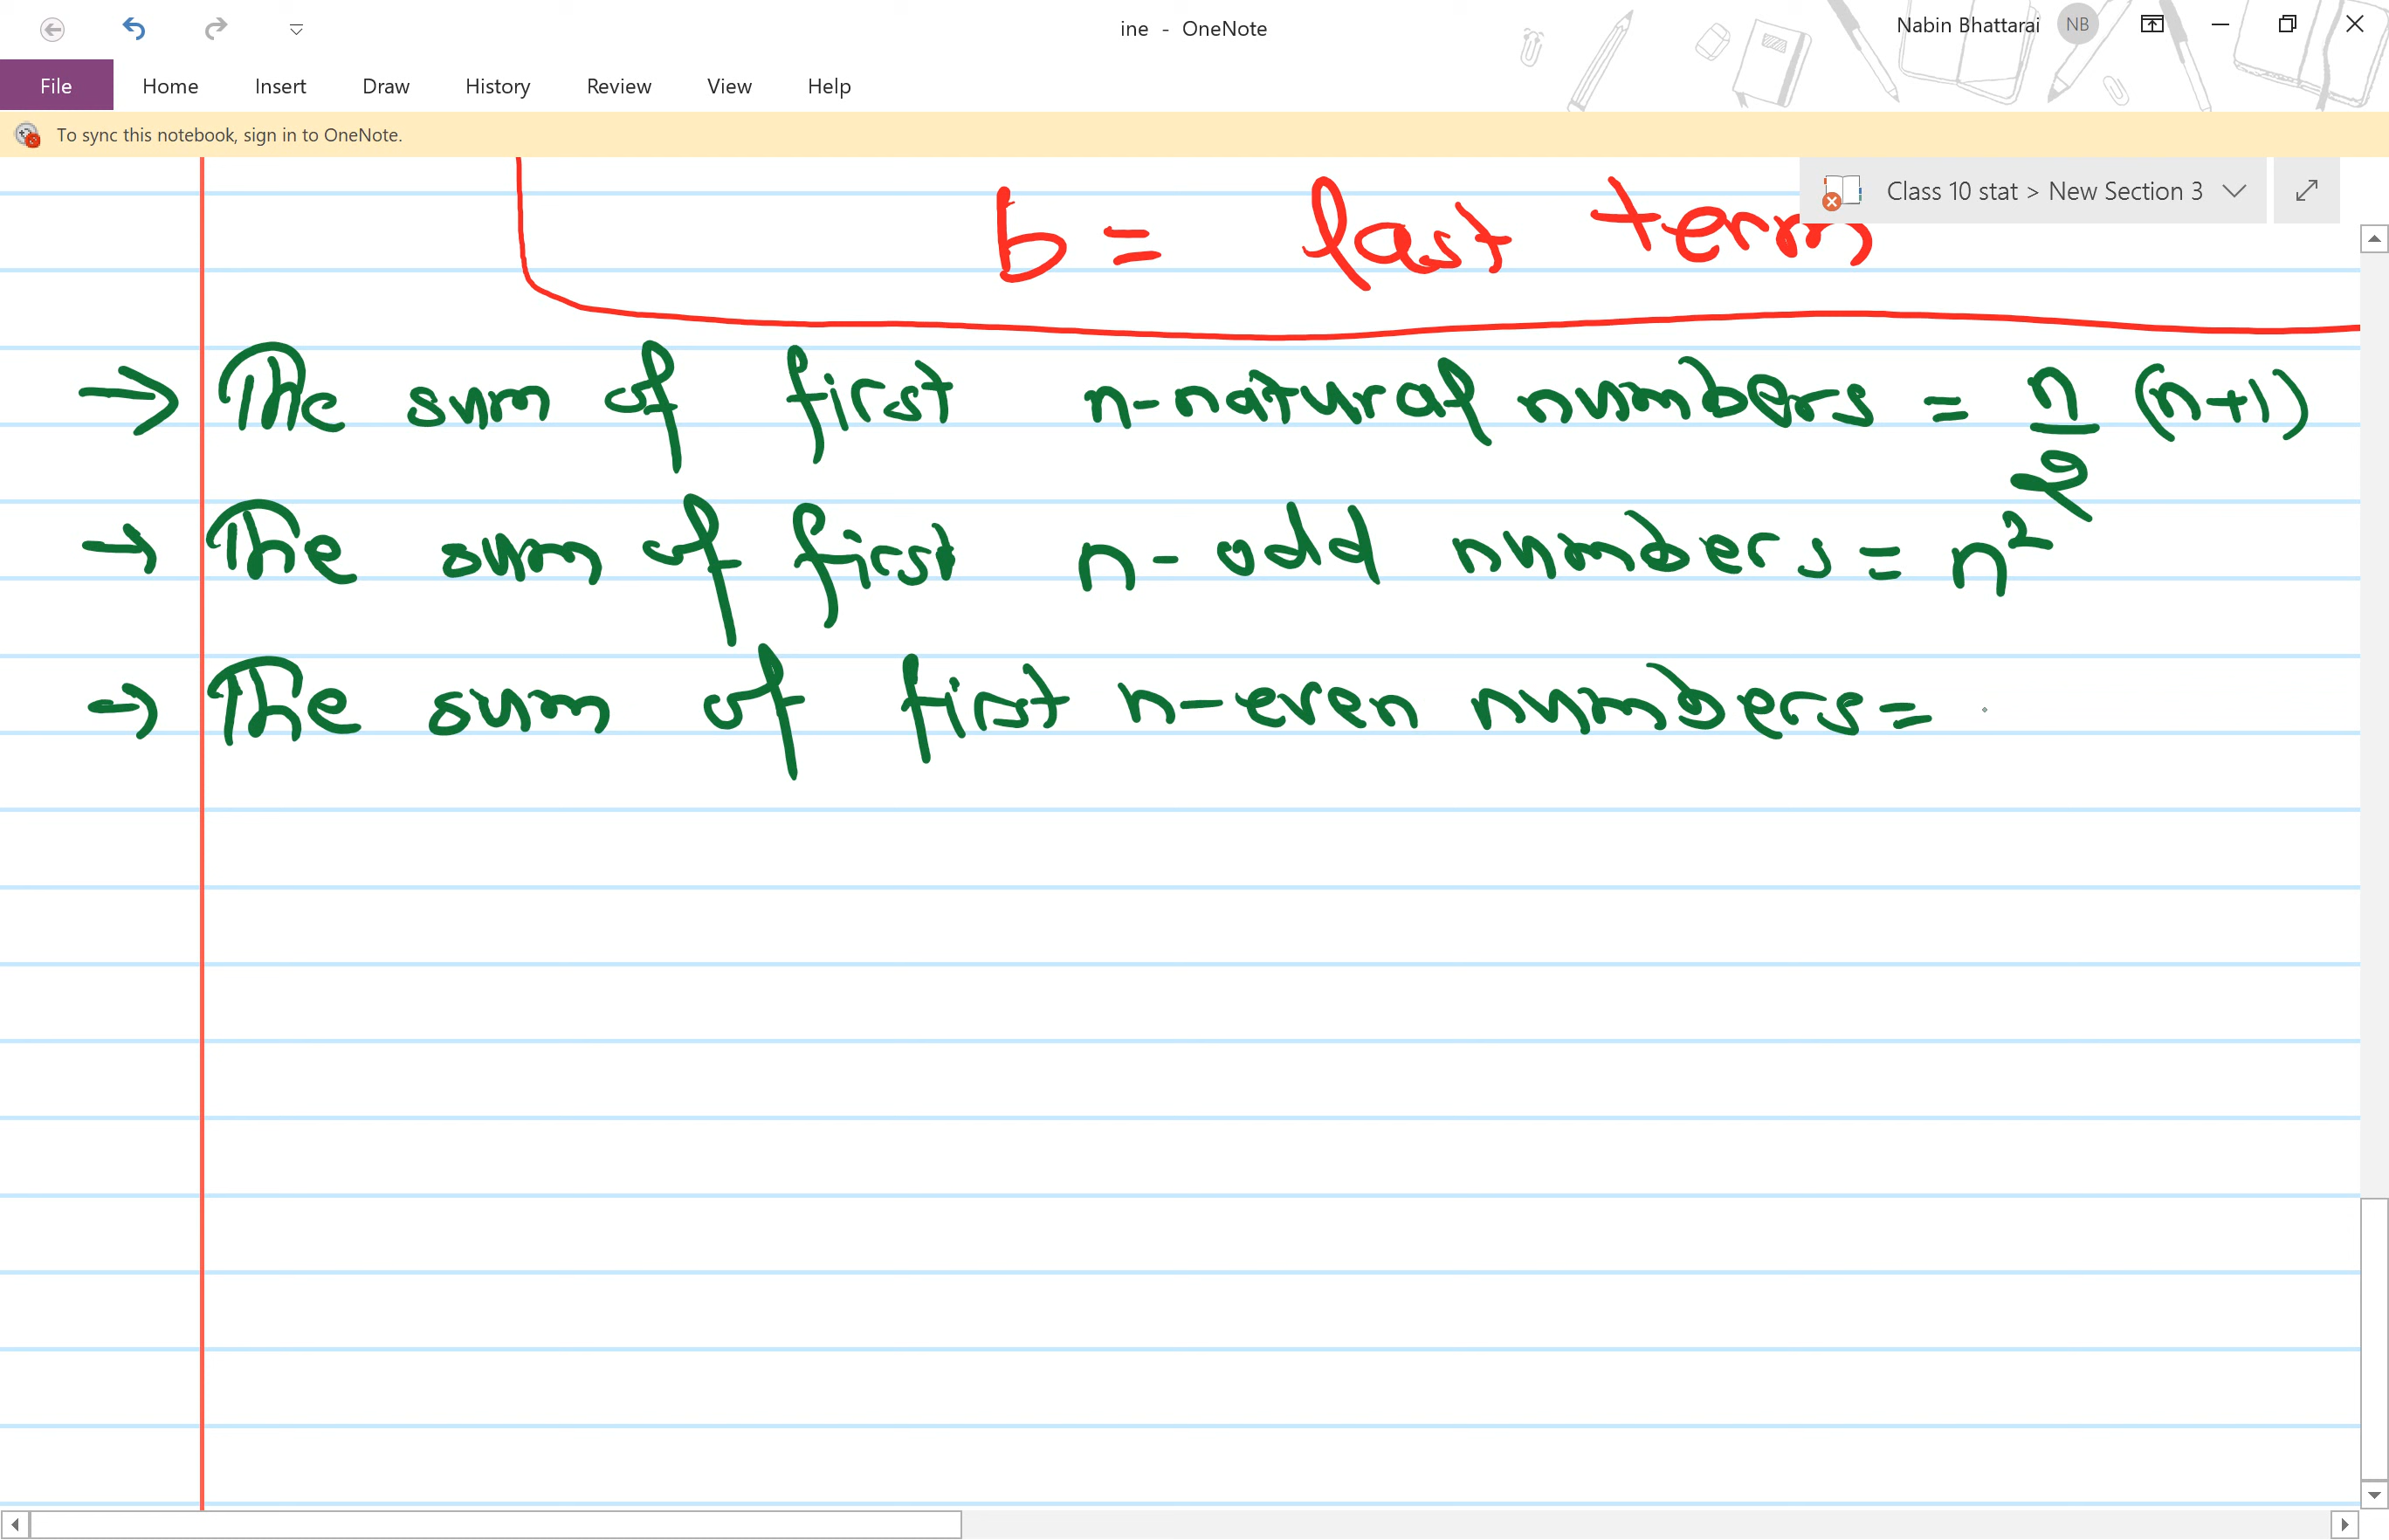 ine - OneNote
Nabin Bhattarai NB
File Home Insert Draw History Review View Help
To sync this notebook, sign in to OneNote.
Class 10 stat > New Section 3
b = last term
→ The sum of first n-natural numbers = n/2 (n+1)
→ The sum of first n-odd numbers = n²
→ The sum of first n-even numbers =